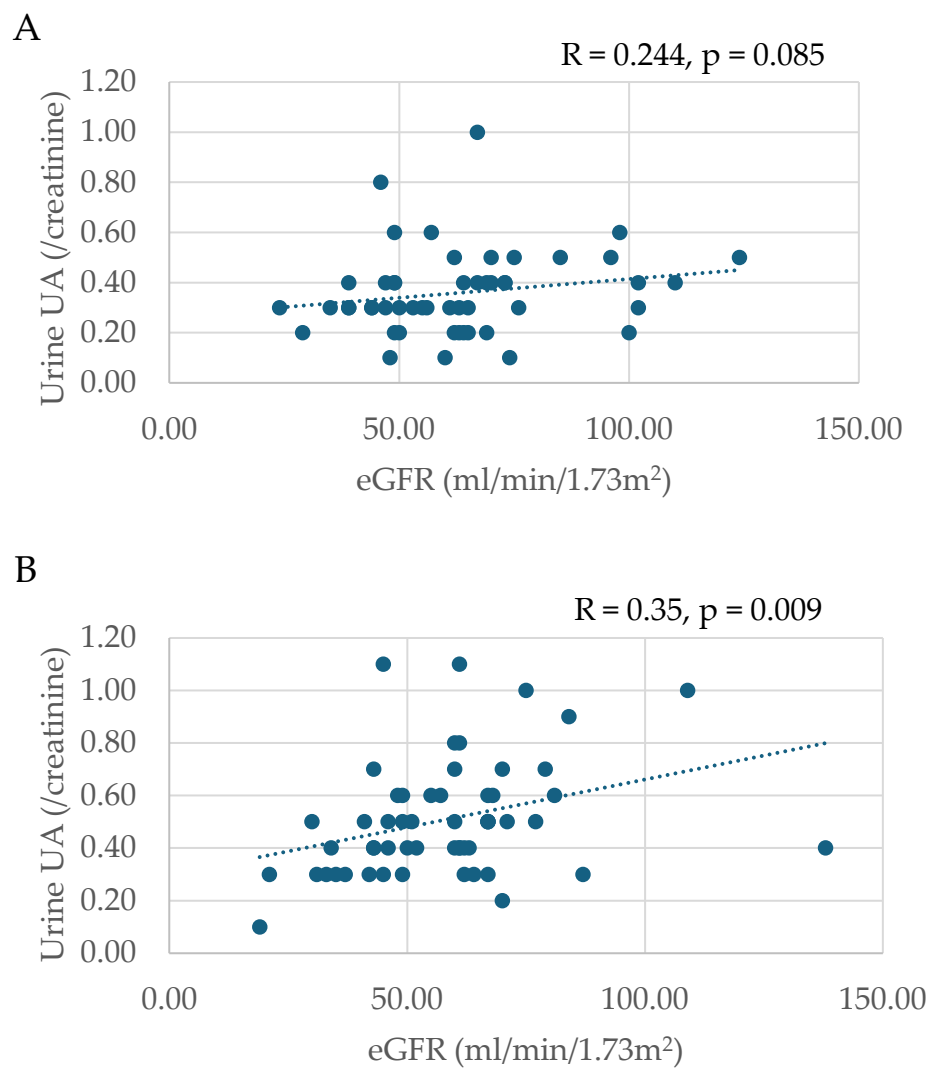 A
R = 0.244, p = 0.085
1.20
1.00
0.80
0.60
0.40
0.20
0.00
Urine UA (/creatinine)
0.00 50.00 100.00 150.00
eGFR (ml/min/1.73m²)
B
R = 0.35, p = 0.009
1.20
1.00
0.80
0.60
0.40
0.20
0.00
Urine UA (/creatinine)
0.00 50.00 100.00 150.00
eGFR (ml/min/1.73m²)